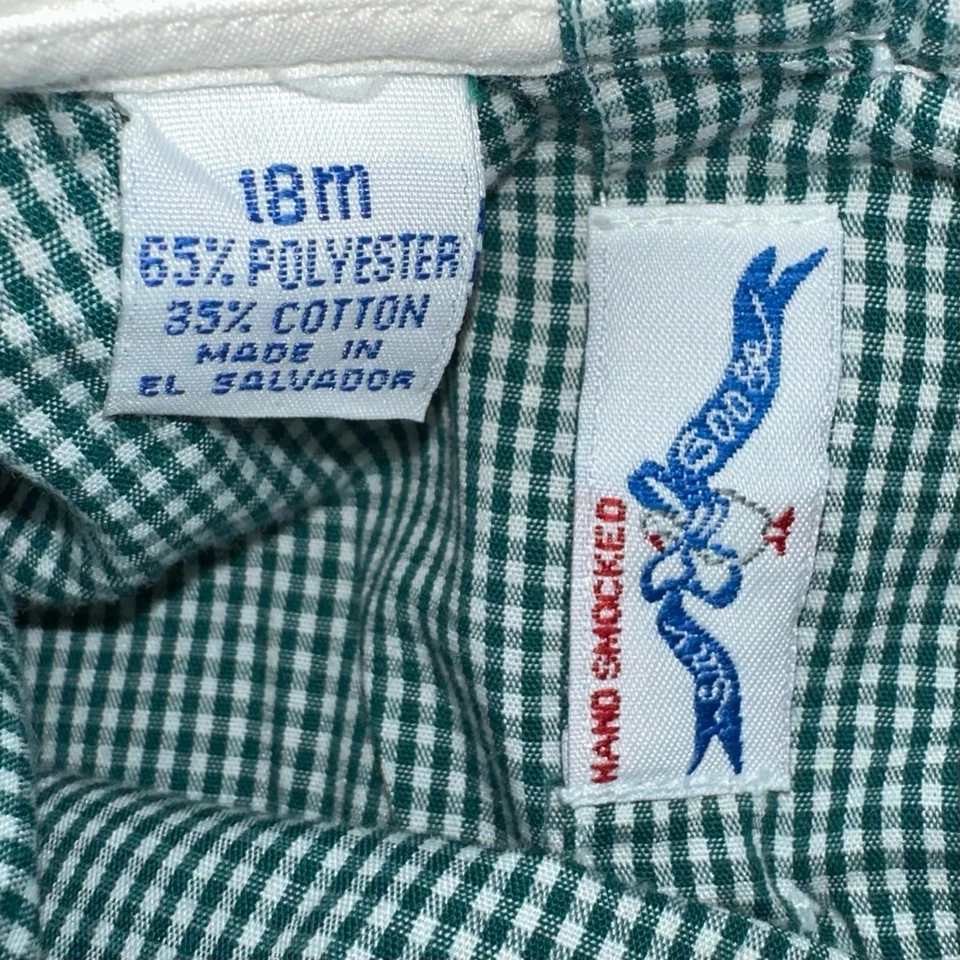 18m
65% POLYESTER
35% COTTON
MADE IN
EL SALVADOR
HAND SMOCKED